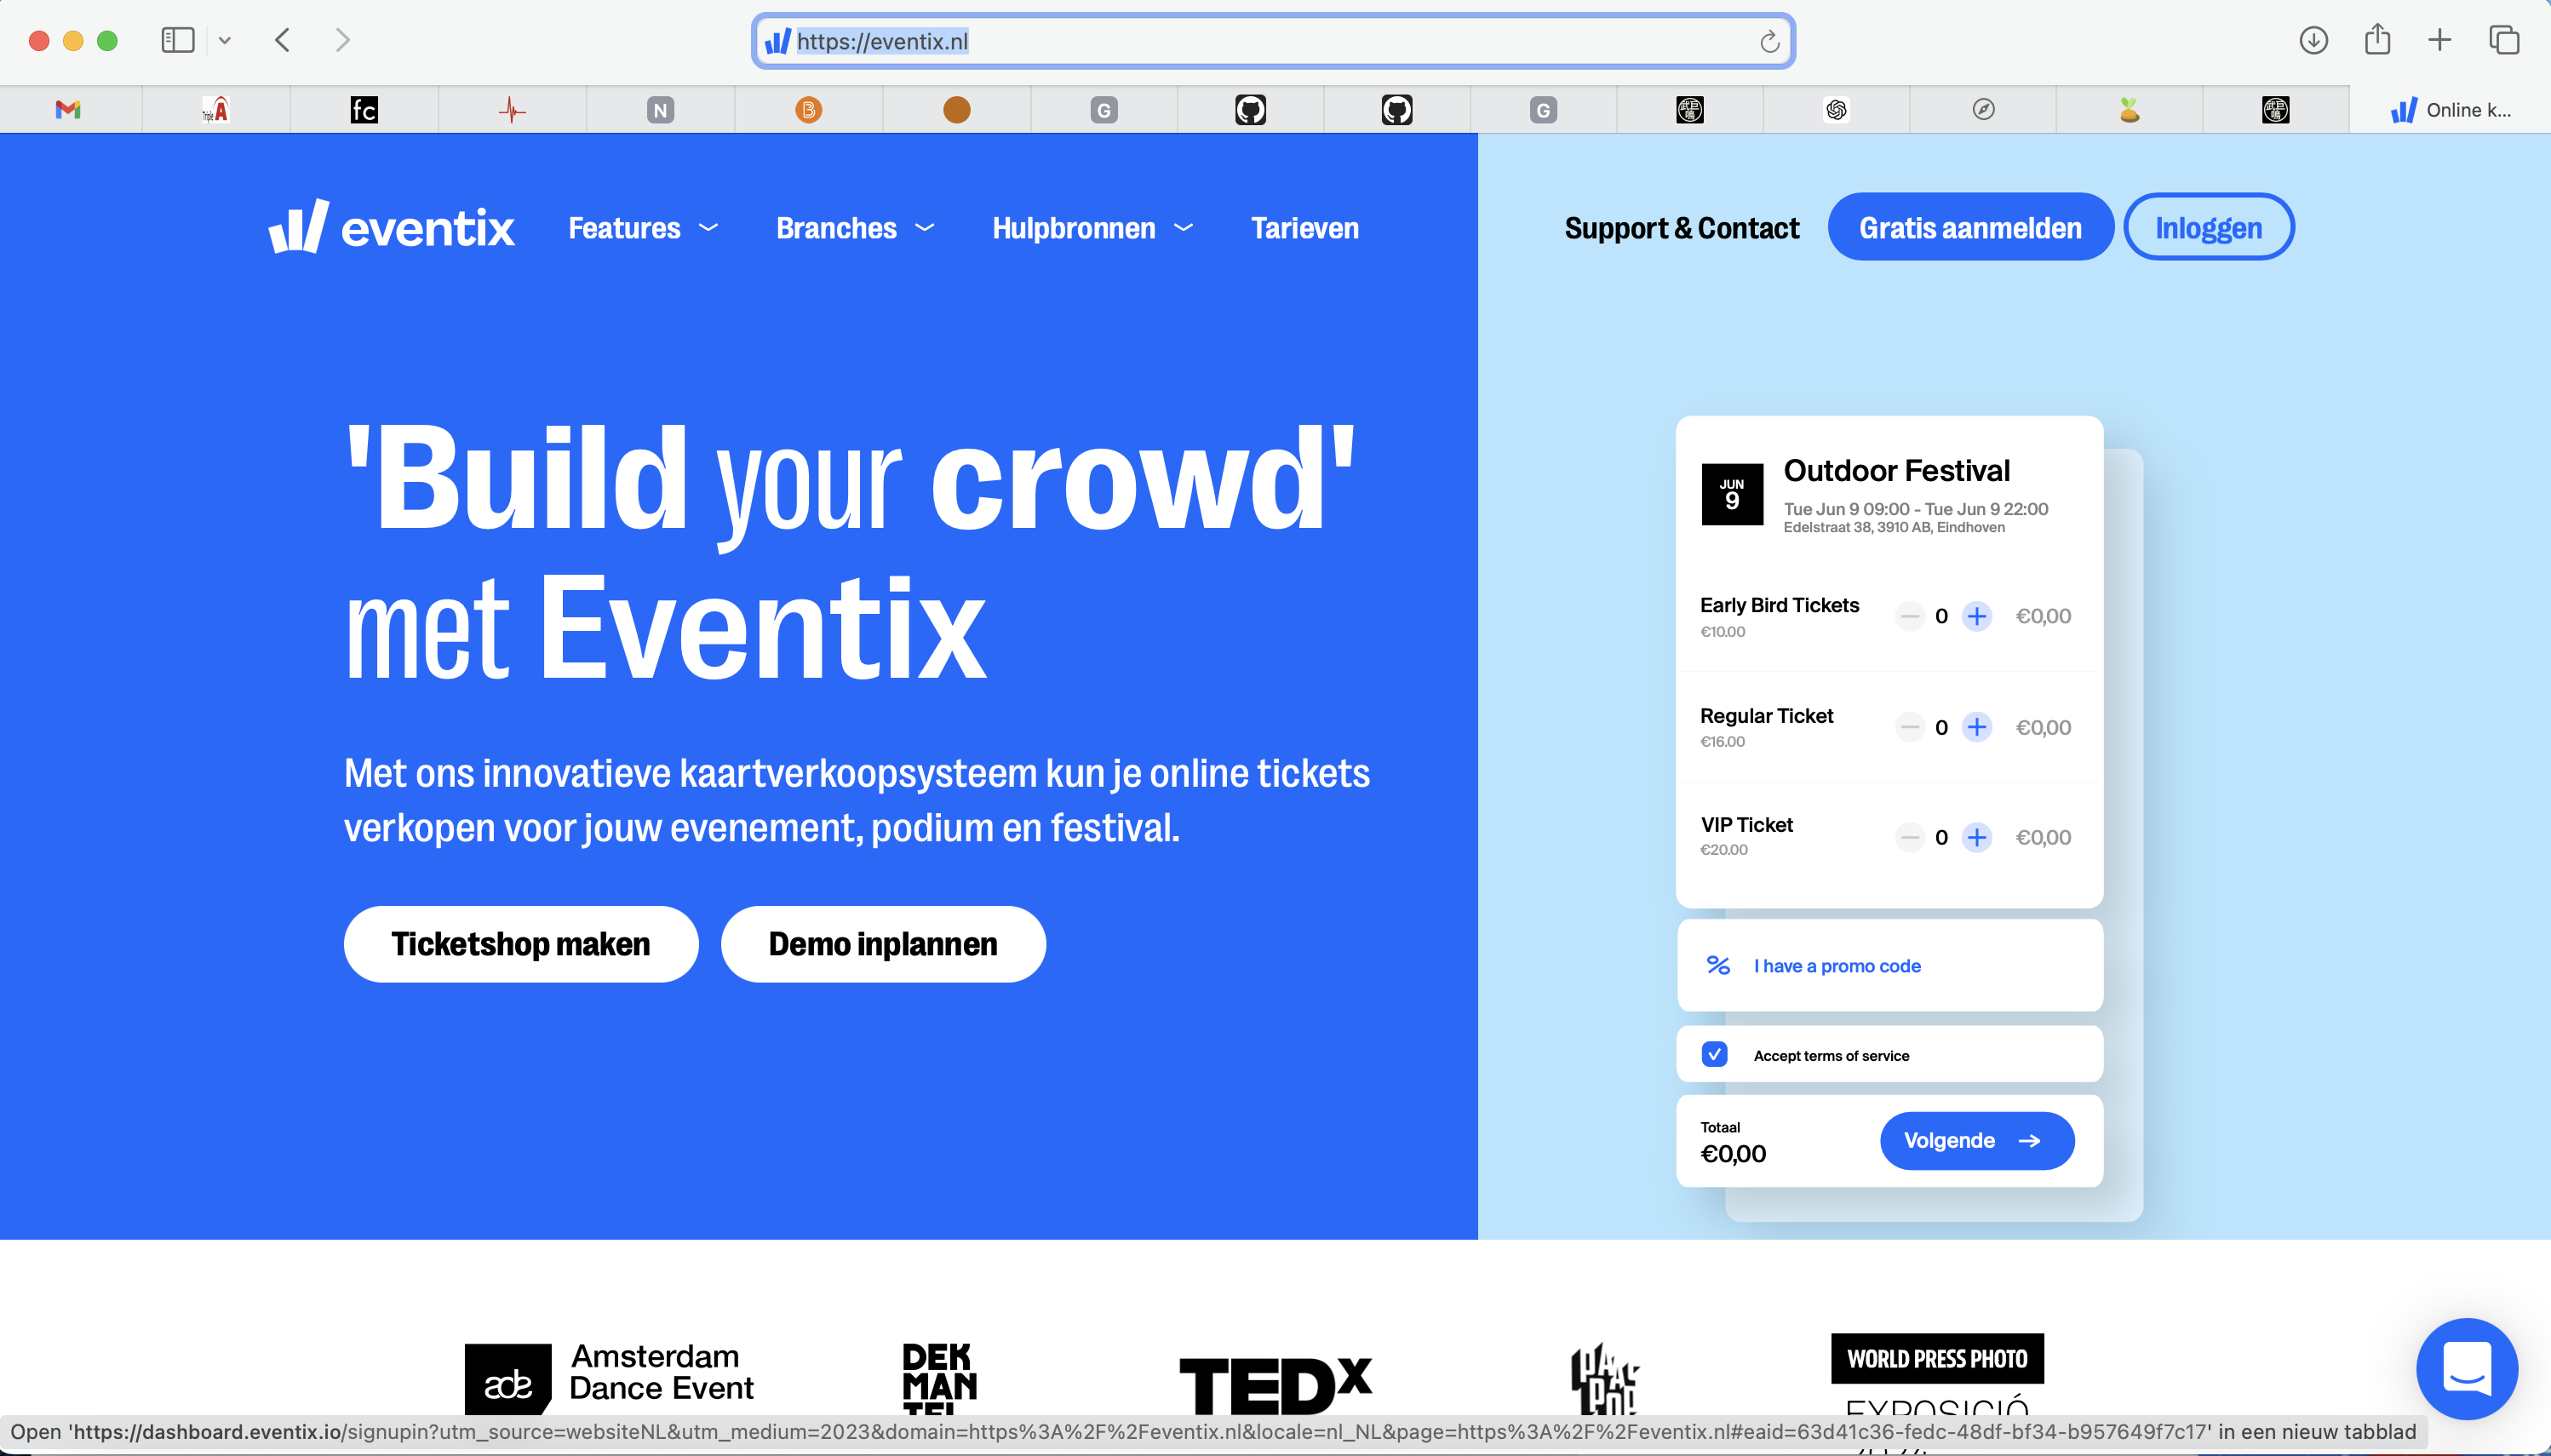 https://eventix.nl
Triple A
fc
N
B
G
G
Online k...
eventix
Features
Branches
Hulpbronnen
Tarieven
Support & Contact
Gratis aanmelden
Inloggen
'Build your crowd'
met Eventix
Met ons innovatieve kaartverkoopsysteem kun je online tickets
verkopen voor jouw evenement, podium en festival.
Ticketshop maken
Demo inplannen
JUN
9
Outdoor Festival
Tue Jun 9 09:00 - Tue Jun 9 22:00
Edelstraat 38, 3910 AB, Eindhoven
Early Bird Tickets
€10.00
0
€0,00
Regular Ticket
€16.00
0
€0,00
VIP Ticket
€20.00
0
€0,00
I have a promo code
Accept terms of service
Totaal
€0,00
Volgende
ade
Amsterdam
Dance Event
DEK
MAN
TEL
TEDx
WORLD PRESS PHOTO
EXPOSICIÓ
Open 'https://dashboard.eventix.io/signupin?utm_source=websiteNL&utm_medium=2023&domain=https%3A%2F%2Feventix.nl&locale=nl_NL&page=https%3A%2F%2Feventix.nl#eaid=63d41c36-fedc-48df-bf34-b957649f7c17' in een nieuw tabblad